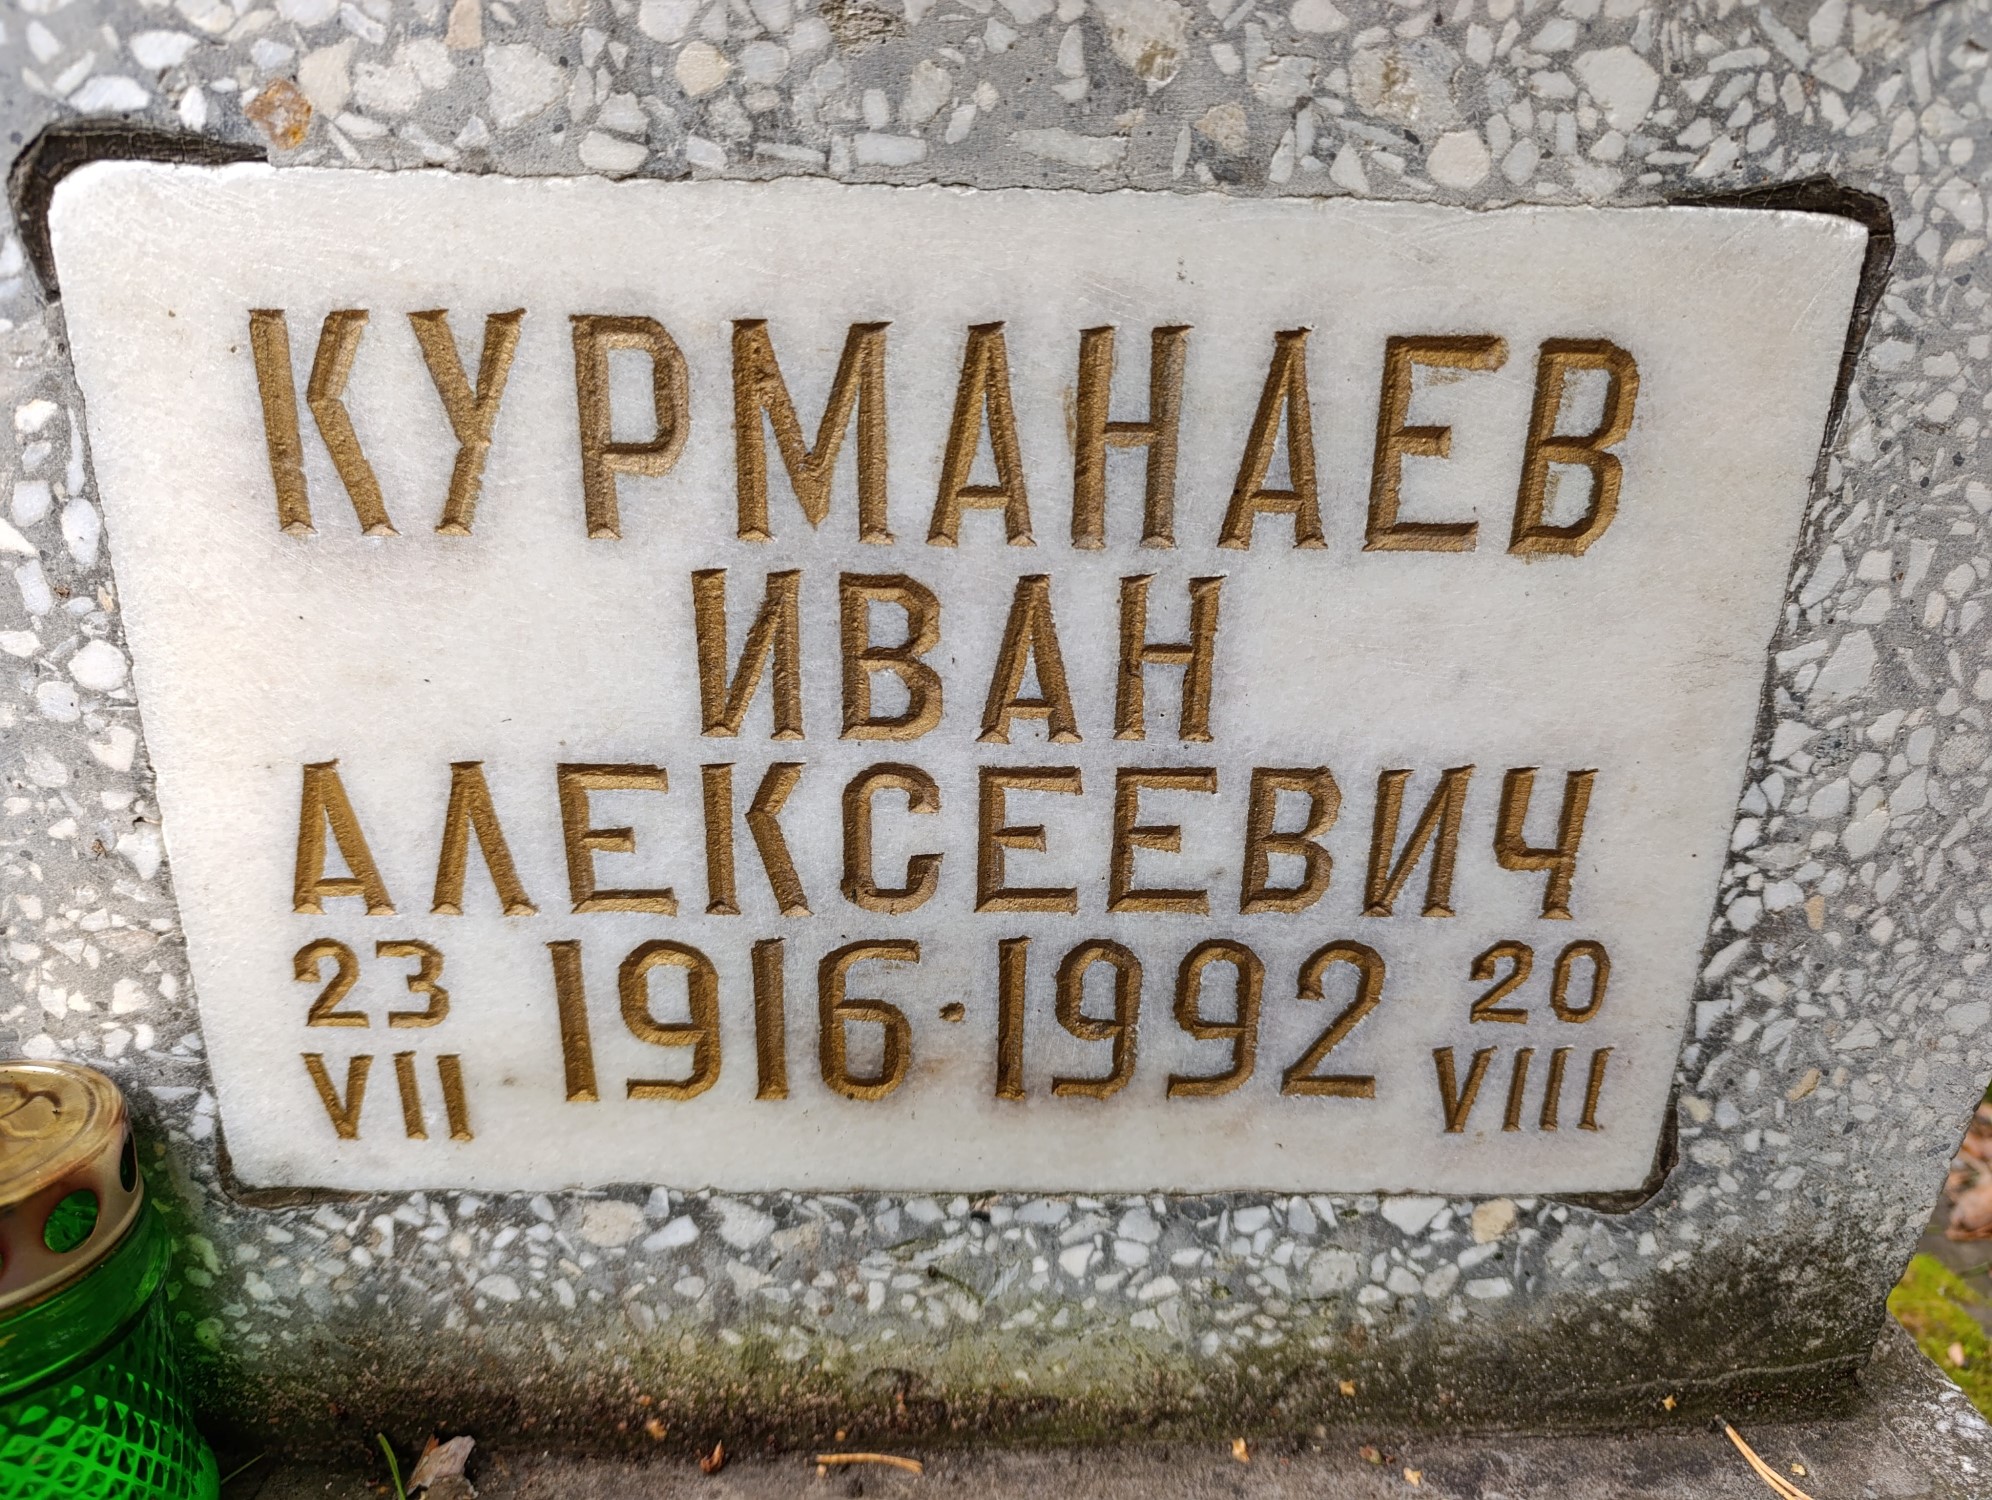 КУРМАНАЕВ
ИВАН
АЛЕКСЕЕВИЧ
23 1916·1992 20
VII VIII